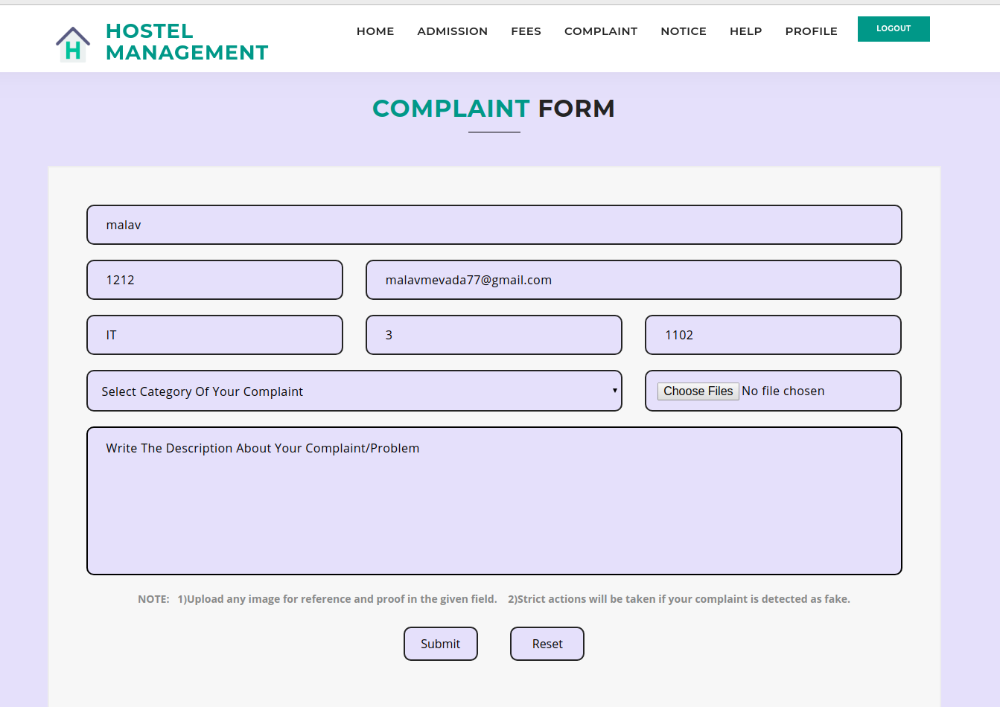 HOSTEL
MANAGEMENT
HOME ADMISSION FEES COMPLAINT NOTICE HELP PROFILE LOGOUT
H
COMPLAINT FORM
malav
1212 malavmevada77@gmail.com
IT 3 1102
Select Category Of Your Complaint Choose Files No file chosen
Write The Description About Your Complaint/Problem
NOTE: 1)Upload any image for reference and proof in the given field. 2)Strict actions will be taken if your complaint is detected as fake.
Submit Reset